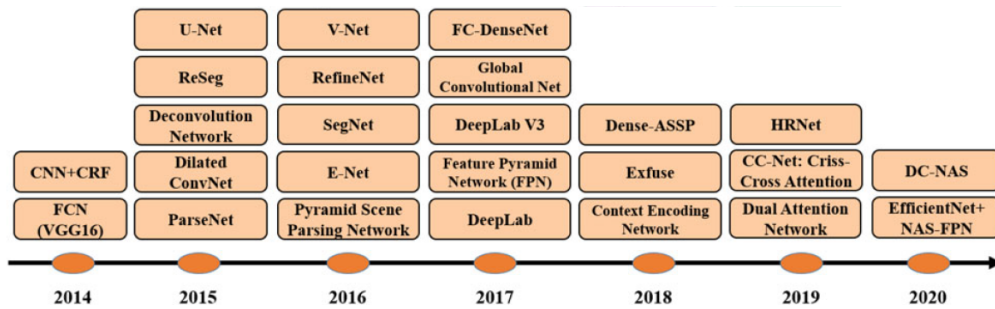 U-Net
V-Net
FC-DenseNet
ReSeg
RefineNet
Global
Convolutional Net
Deconvolution
Network
SegNet
DeepLab V3
Dense-ASSP
HRNet
CNN+CRF
Dilated
ConvNet
E-Net
Feature Pyramid
Network (FPN)
Exfuse
CC-Net: Criss-
Cross Attention
DC-NAS
FCN
(VGG16)
ParseNet
Pyramid Scene
Parsing Network
DeepLab
Context Encoding
Network
Dual Attention
Network
EfficientNet+
NAS-FPN
2014
2015
2016
2017
2018
2019
2020